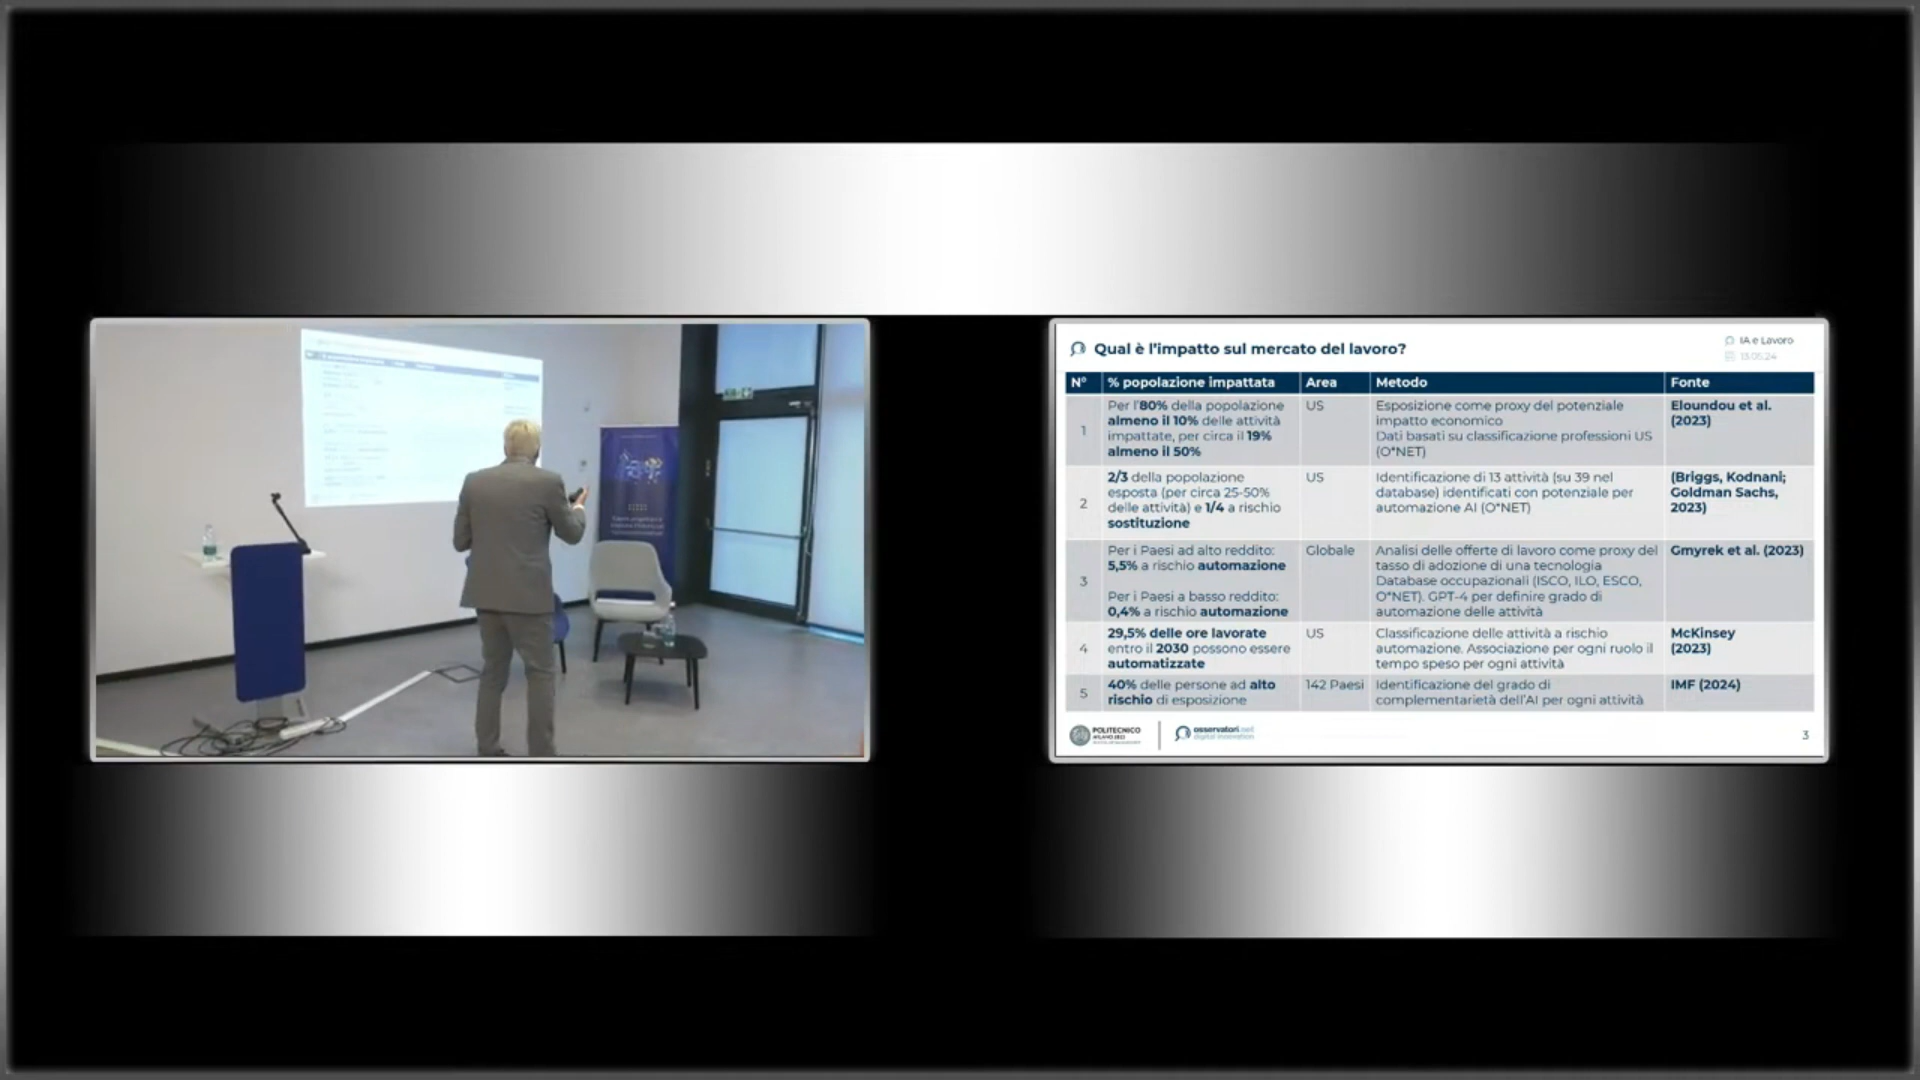 Qual è l'impatto sul mercato del lavoro?
IA e Lavoro
13.05.24
N° % popolazione impattata Area Metodo Fonte
1
Per l'80% della popolazione
almeno il 10% delle attività
impattate, per circa il 19%
almeno il 50%
US
Esposizione come proxy del potenziale
impatto economico
Dati basati su classificazione professioni US
(O*NET)
Eloundou et al.
(2023)
2
2/3 della popolazione
esposta (per circa 25-50%
delle attività) e 1/4 a rischio
sostituzione
US
Identificazione di 13 attività (su 39 nel
database) identificati con potenziale per
automazione AI (O*NET)
(Briggs, Kodnani;
Goldman Sachs,
2023)
3
Per i Paesi ad alto reddito:
5,5% a rischio automazione
Per i Paesi a basso reddito:
0,4% a rischio automazione
Globale
Analisi delle offerte di lavoro come proxy del
tasso di adozione di una tecnologia
Database occupazionali (ISCO, ILO, ESCO,
O*NET). GPT-4 per definire grado di
automazione delle attività
Gmyrek et al. (2023)
4
29,5% delle ore lavorate
entro il 2030 possono essere
automatizzate
US
Classificazione delle attività a rischio
automazione. Associazione per ogni ruolo il
tempo speso per ogni attività
McKinsey
(2023)
5
40% delle persone ad alto
rischio di esposizione
142 Paesi
Identificazione del grado di
complementarietà dell'AI per ogni attività
IMF (2024)
POLITECNICO
MILANO 1863
osservatori.net
digital innovation
3